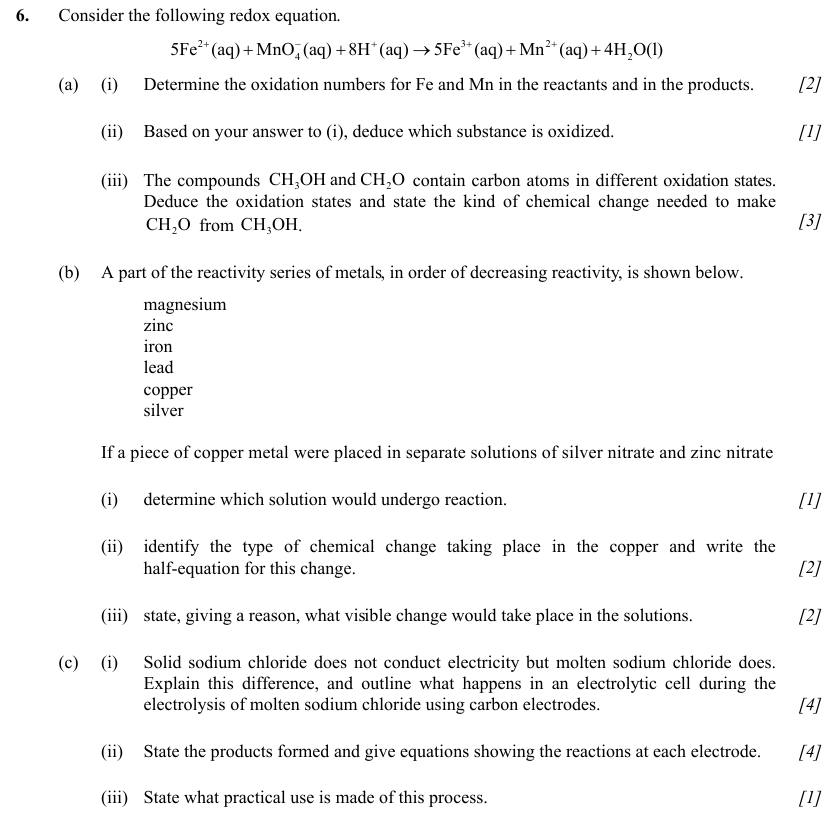 6. Consider the following redox equation.
5Fe²⁺(aq) + MnO₄⁻(aq) + 8H⁺(aq) → 5Fe³⁺(aq) + Mn²⁺(aq) + 4H₂O(l)
(a) (i) Determine the oxidation numbers for Fe and Mn in the reactants and in the products. [2]
(ii) Based on your answer to (i), deduce which substance is oxidized. [1]
(iii) The compounds CH₃OH and CH₂O contain carbon atoms in different oxidation states.
Deduce the oxidation states and state the kind of chemical change needed to make
CH₂O from CH₃OH. [3]
(b) A part of the reactivity series of metals, in order of decreasing reactivity, is shown below.
magnesium
zinc
iron
lead
copper
silver
If a piece of copper metal were placed in separate solutions of silver nitrate and zinc nitrate
(i) determine which solution would undergo reaction. [1]
(ii) identify the type of chemical change taking place in the copper and write the
half-equation for this change. [2]
(iii) state, giving a reason, what visible change would take place in the solutions. [2]
(c) (i) Solid sodium chloride does not conduct electricity but molten sodium chloride does.
Explain this difference, and outline what happens in an electrolytic cell during the
electrolysis of molten sodium chloride using carbon electrodes. [4]
(ii) State the products formed and give equations showing the reactions at each electrode. [4]
(iii) State what practical use is made of this process. [1]